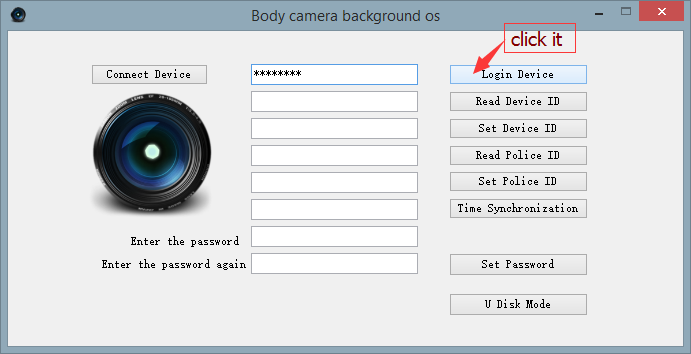 Body camera background os
click it
Connect Device
********
Login Device
Read Device ID
Set Device ID
Read Police ID
Set Police ID
Time Synchronization
Enter the password
Enter the password again
Set Password
U Disk Mode